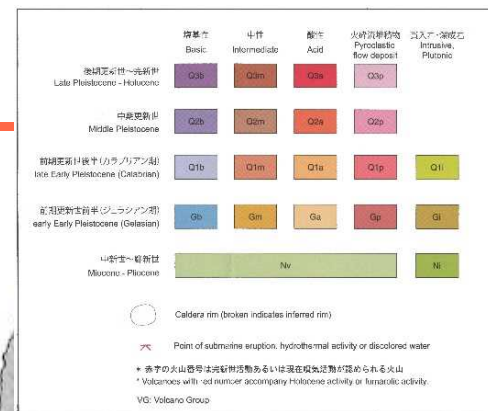 塩基性 中性 酸性 火砕流堆積物 貫入岩・深成岩
Basic Intermediate Acid Pyroclastic flow deposit Intrusive, Plutonic
後期更新世～完新世
Late Pleistocene - Holocene
Q3b Q3m Q3a Q3p
中期更新世
Middle Pleistocene
Q2b Q2m Q2a Q2p
前期更新世後半(カラブリアン期)
late Early Pleistocene (Calabrian)
Q1b Q1m Q1a Q1p Q1i
前期更新世前半(ジェラシアン期)
early Early Pleistocene (Gelasian)
Gb Gm Ga Gp Gi
中新世～鮮新世
Miocene - Pliocene
Nv Ni
Caldera rim (broken indicates inferred rim)
Point of submarine eruption, hydrothermal activity or discolored water
* 赤字の火山番号は完新世活動あるいは現在噴気活動が認められる火山
* Volcanoes with red number accompany Holocene activity or fumarolic activity.
VG: Volcano Group